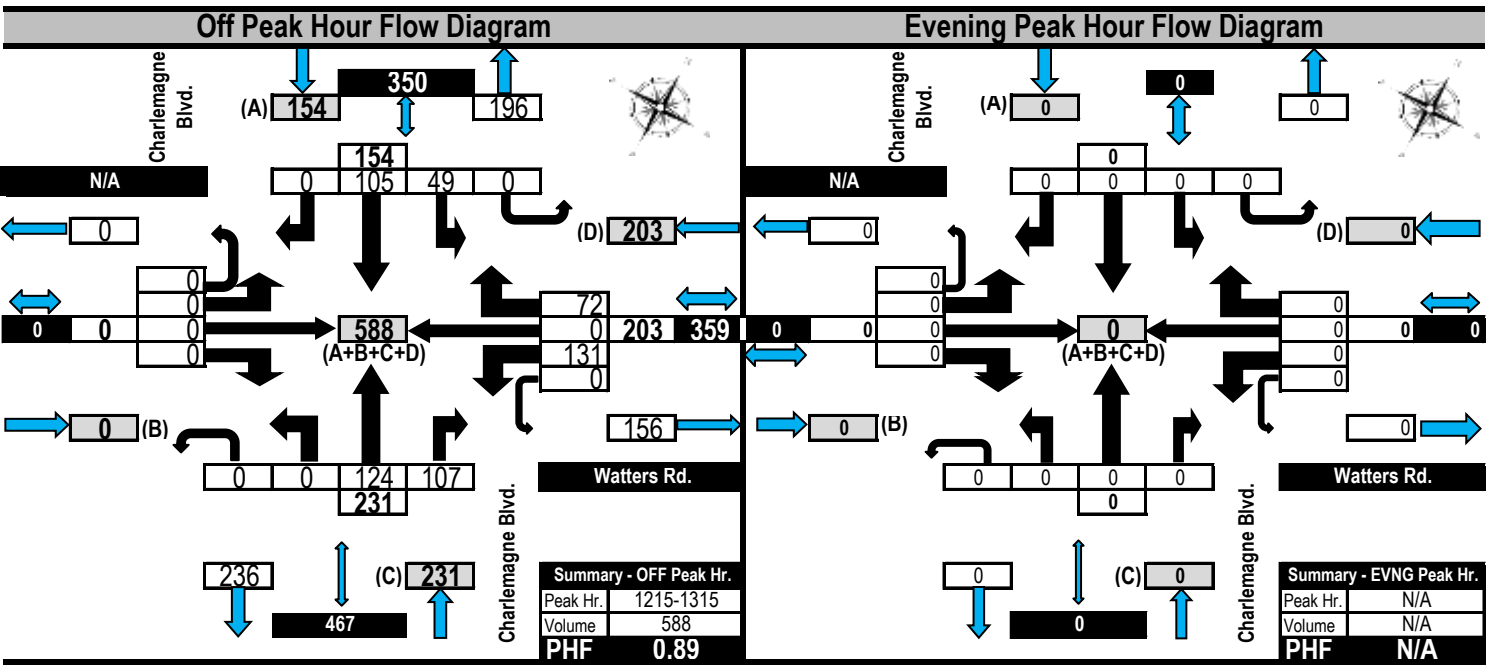 Off Peak Hour Flow Diagram
Charlemagne Blvd.
350
(A) 154
196
154
0 105 49 0
N/A
0
(D) 203
0
0
0 0 0
0
588
(A+B+C+D)
72
0 203 359
131
0
0 (B)
156
0 0 124 107
231
Watters Rd.
Charlemagne Blvd.
236
(C) 231
467
Summary - OFF Peak Hr.
Peak Hr. 1215-1315
Volume 588
PHF 0.89
Evening Peak Hour Flow Diagram
Charlemagne Blvd.
0
(A) 0
0
0
0 0 0 0
N/A
0
(D) 0
0
0
0 0 0
0
0
(A+B+C+D)
0
0 0 0
0
0
0 (B)
0
0 0 0 0
0
Watters Rd.
Charlemagne Blvd.
0
(C) 0
0
Summary - EVNG Peak Hr.
Peak Hr. N/A
Volume N/A
PHF N/A